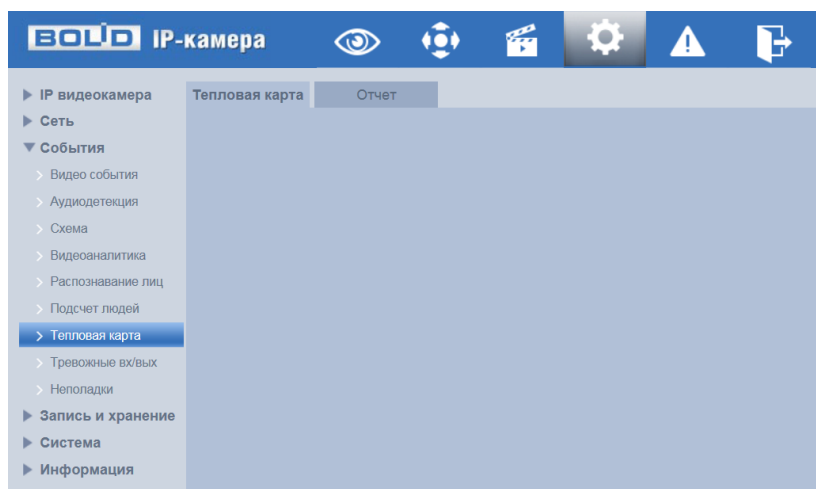 BOLID IP-камера
Тепловая карта Отчет
IP видеокамера
Сеть
События
Видео события
Аудиодетекция
Схема
Видеоаналитика
Распознавание лиц
Подсчет людей
Тепловая карта
Тревожные вх/вых
Неполадки
Запись и хранение
Система
Информация